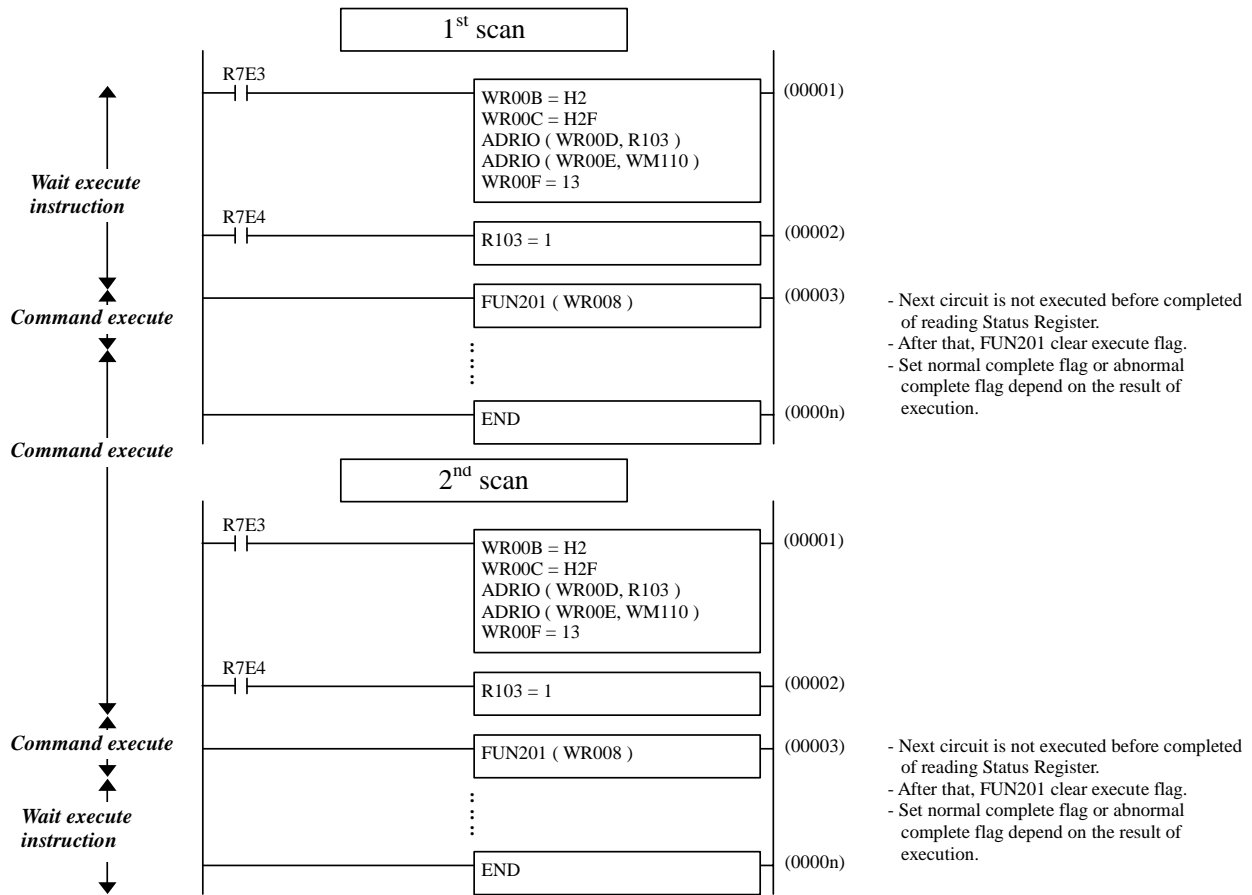 1st scan
R7E3
WR00B = H2
WR00C = H2F
ADRIO ( WR00D, R103 )
ADRIO ( WR00E, WM110 )
WR00F = 13
(00001)
Wait execute
instruction
R7E4
R103 = 1
(00002)
Command execute
FUN201 ( WR008 )
(00003)
- Next circuit is not executed before completed
of reading Status Register.
- After that, FUN201 clear execute flag.
- Set normal complete flag or abnormal
complete flag depend on the result of
execution.
END
(0000n)
Command execute
2nd scan
R7E3
WR00B = H2
WR00C = H2F
ADRIO ( WR00D, R103 )
ADRIO ( WR00E, WM110 )
WR00F = 13
(00001)
R7E4
R103 = 1
(00002)
Command execute
FUN201 ( WR008 )
(00003)
- Next circuit is not executed before completed
of reading Status Register.
- After that, FUN201 clear execute flag.
- Set normal complete flag or abnormal
complete flag depend on the result of
execution.
Wait execute
instruction
END
(0000n)